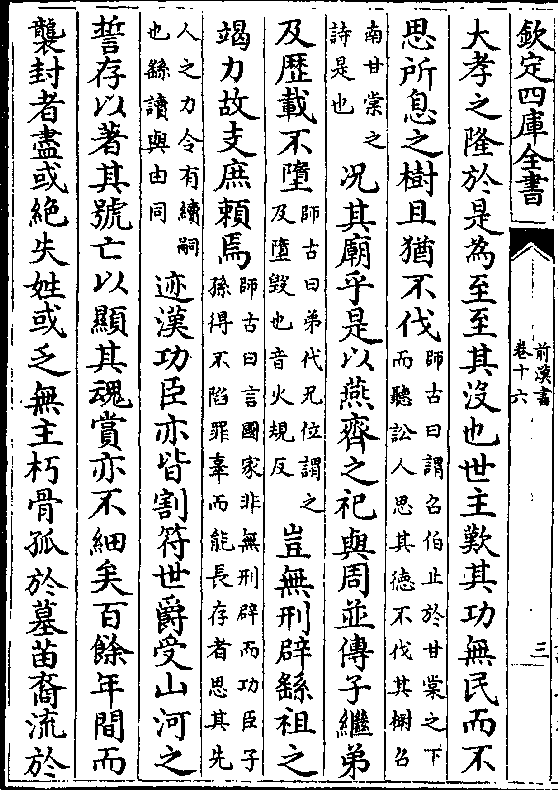 欽定四庫全書
前漢書
卷十六
三
大孝之隆於是為至至其沒也世主歎其功無民而不
思所息之樹且猶不伐師古曰謂召伯止於甘棠之下
而聽訟人思其德不伐其樹召
南甘棠之
詩是也况其廟乎是以燕齊之祀與周並傳子繼弟
及歷載不墮師古曰弟代兄位謂之
及墮毀也音火規反豈無刑辟繇祖之
竭力故支庶賴焉師古曰言國家非無刑辟而功臣子
孫得不陷罪辜而能長存者思其先
人之力令有續嗣
也繇讀與由同迹漢功臣亦皆割符世爵受山河之
誓存以著其號亡以顯其魂賞亦不細矣百餘年間而
襲封者盡或絶失姓或乏無主朽骨孤於墓苗裔流於